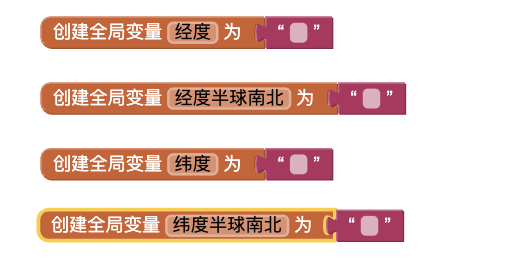 创建全局变量 经度 为 “ ”
创建全局变量 经度半球南北 为 “ ”
创建全局变量 纬度 为 “ ”
创建全局变量 纬度半球南北 为 “ ”